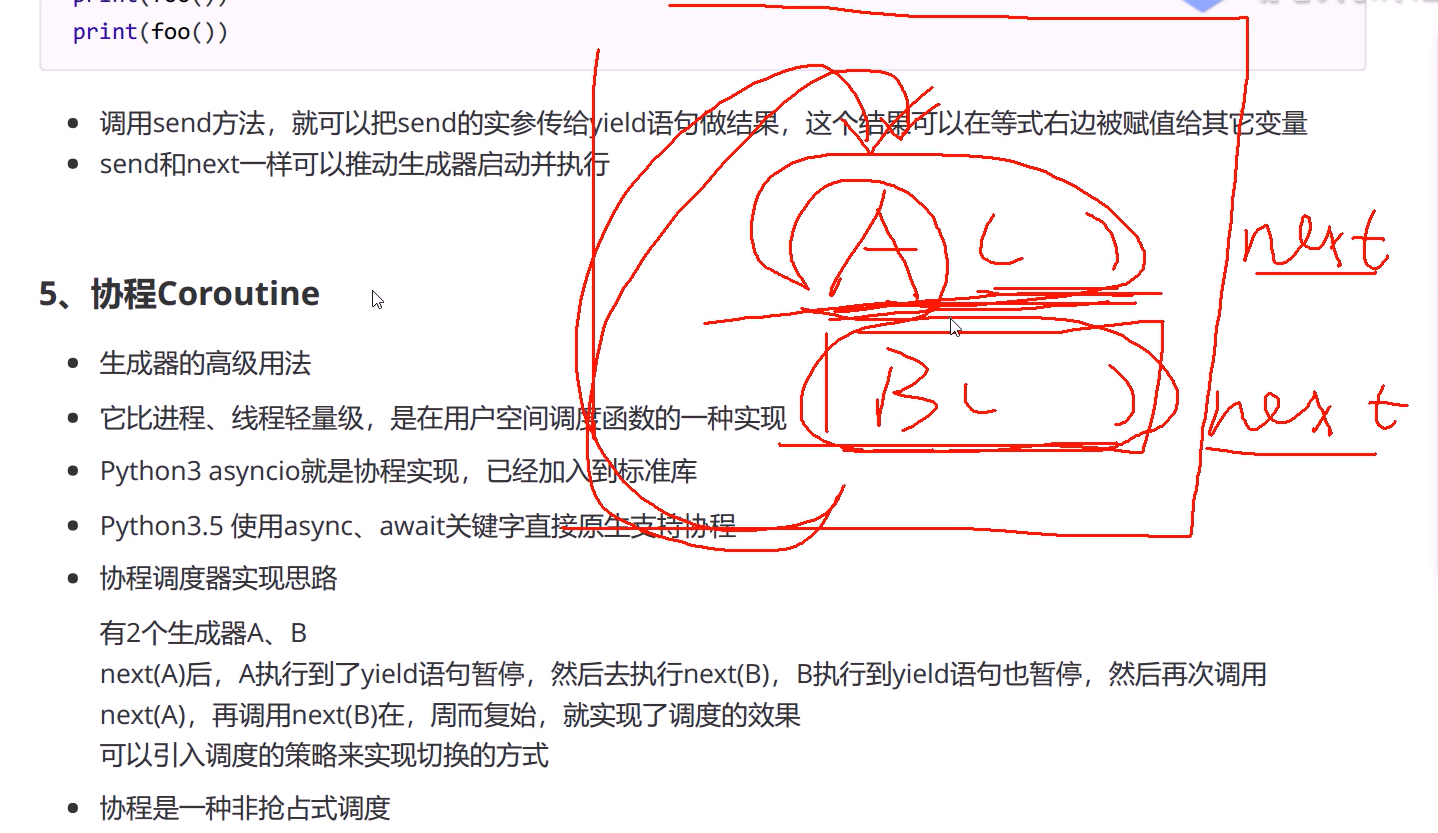 print(foo())
print(foo())
调用send方法，就可以把send的实参传给yield语句做结果，这个结果可以在等式右边被赋值给其它变量
send和next一样可以推动生成器启动并执行
A ( )
next
5、协程Coroutine
生成器的高级用法
B ( )
next
它比进程、线程轻量级，是在用户空间调度函数的一种实现
Python3 asyncio就是协程实现，已经加入到标准库
Python3.5 使用async、await关键字直接原生支持协程
协程调度器实现思路
有2个生成器A、B
next(A)后，A执行到了yield语句暂停，然后去执行next(B)，B执行到yield语句也暂停，然后再次调用
next(A)，再调用next(B)在，周而复始，就实现了调度的效果
可以引入调度的策略来实现切换的方式
协程是一种非抢占式调度